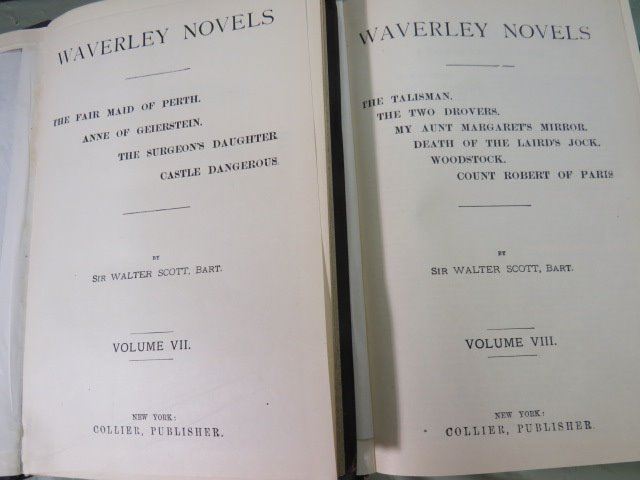 WAVERLEY NOVELS
THE FAIR MAID OF PERTH.
ANNE OF GEIERSTEIN.
THE SURGEON'S DAUGHTER
CASTLE DANGEROUS
BY
SIR WALTER SCOTT, BART.
VOLUME VII.
NEW YORK:
COLLIER, PUBLISHER.
WAVERLEY NOVELS
THE TALISMAN.
THE TWO DROVERS.
MY AUNT MARGARET'S MIRROR.
DEATH OF THE LAIRD'S JOCK.
WOODSTOCK.
COUNT ROBERT OF PARIS
BY
SIR WALTER SCOTT, BART.
VOLUME VIII.
NEW YORK:
COLLIER, PUBLISHER.